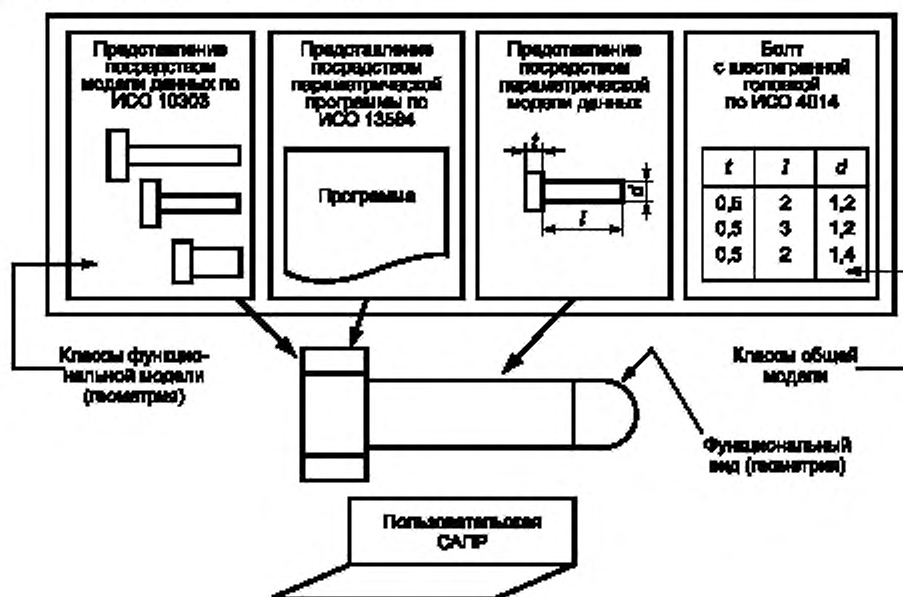 Представление
посредством
модели данных по
ИСО 10303
Представление
посредством
параметрической
программы по
ИСО 13584
Программа
Представление
посредством
параметрической
модели данных
t
d
l
Болт
с шестигранной
головкой
по ИСО 4014
t l d
0,5 2 1,2
0,5 3 1,2
0,5 2 1,4
Классы функцио-
нальной модели
(геометрия)
Классы общей
модели
Функциональный
вид (геометрия)
Пользовательская
САПР